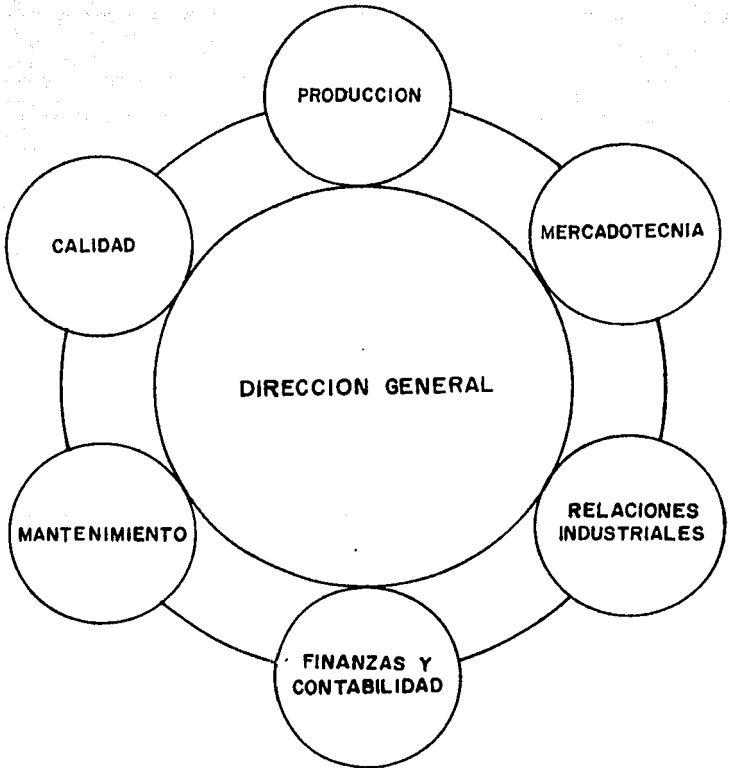 PRODUCCION
CALIDAD
MERCADOTECNIA
DIRECCION GENERAL
MANTENIMIENTO
RELACIONES
INDUSTRIALES
FINANZAS Y
CONTABILIDAD